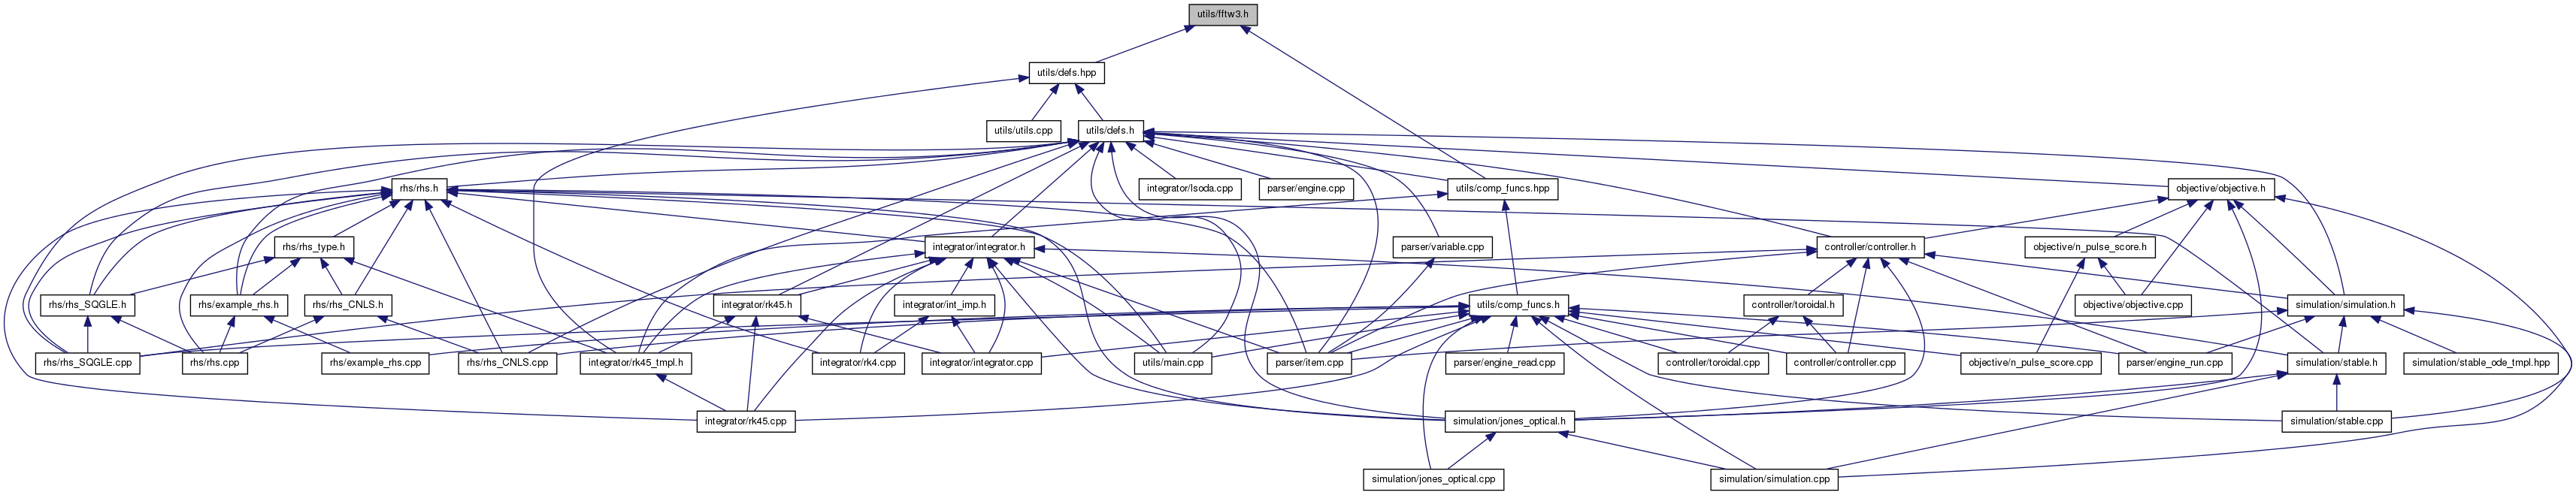 utils/fftw3.h
utils/defs.hpp
utils/utils.cpp
utils/defs.h
rhs/rhs.h
integrator/lsoda.cpp
parser/engine.cpp
utils/comp_funcs.hpp
objective/objective.h
rhs/rhs_type.h
integrator/integrator.h
parser/variable.cpp
controller/controller.h
objective/n_pulse_score.h
rhs/rhs_SQGLE.h
rhs/example_rhs.h
rhs/rhs_CNLS.h
integrator/rk45.h
integrator/int_imp.h
utils/comp_funcs.h
controller/toroidal.h
objective/objective.cpp
simulation/simulation.h
rhs/rhs_SQGLE.cpp
rhs/rhs.cpp
rhs/example_rhs.cpp
rhs/rhs_CNLS.cpp
integrator/rk45_tmpl.h
integrator/rk4.cpp
integrator/integrator.cpp
utils/main.cpp
parser/item.cpp
parser/engine_read.cpp
controller/toroidal.cpp
controller/controller.cpp
objective/n_pulse_score.cpp
parser/engine_run.cpp
simulation/stable.h
simulation/stable_ode_tmpl.hpp
integrator/rk45.cpp
simulation/jones_optical.h
simulation/stable.cpp
simulation/jones_optical.cpp
simulation/simulation.cpp